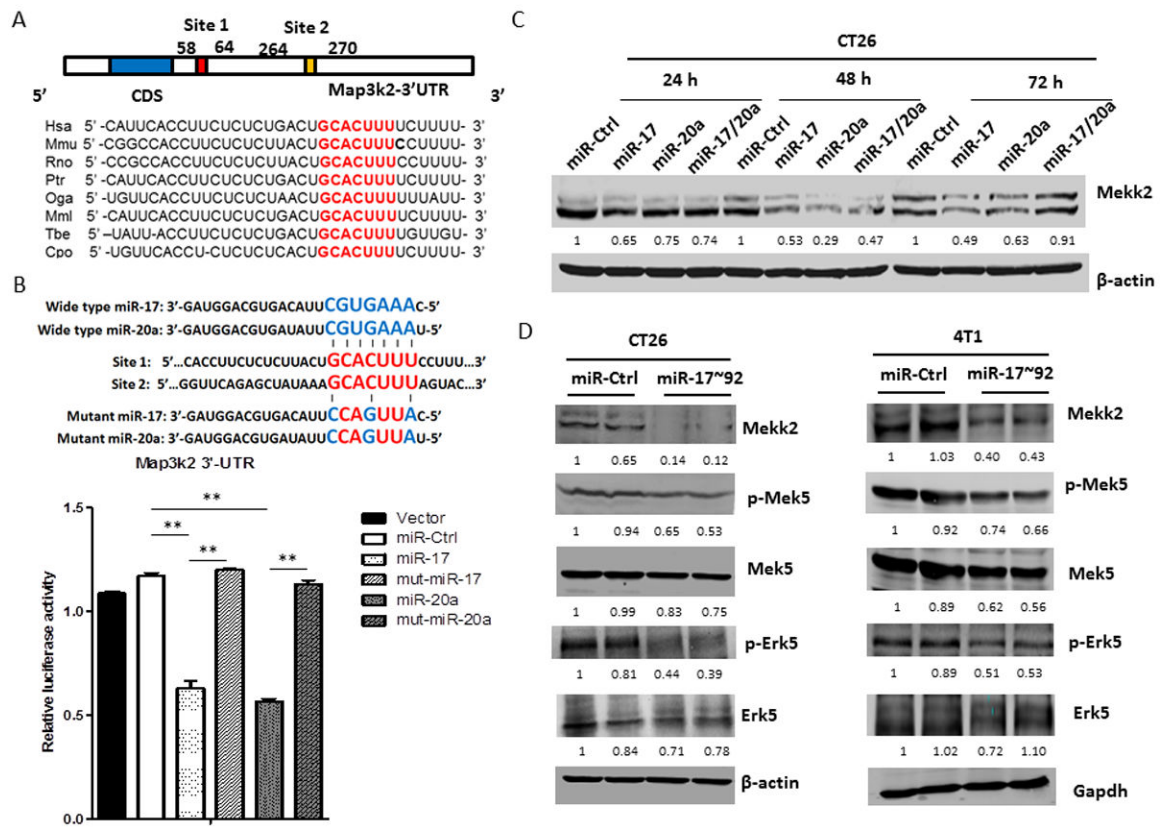 A
Site 1
Site 2
58 64 264 270
5’ CDS Map3k2-3’UTR 3’
Hsa 5’ -CAUUCACCUUCUCUCUGACUGCACUUUUCUUUU- 3’
Mmu 5’ -CGGCCACCUUCUCUCUUACUGCACUUUCCUUUU- 3’
Rno 5’ -CCGCCACCUUCUCUCUUACUGCACUUUCCUUUU- 3’
Ptr 5’ -CAUUCACCUUCUCUCUGACUGCACUUUUCUUUU- 3’
Oga 5’ -UGUUCACCUUCUCUCUAACUGCACUUUUUUAUU- 3’
Mml 5’ -CAUUCACCUUCUCUCUGACUGCACUUUUCUUUU- 3’
Tbe 5’ –UAUU-ACCUUCUCUCUGACUGCACUUUUGUUGU- 3’
Cpo 5’ -UGUUCACCU-CUCUCUCACUGCACUUUUCUUUU- 3’
B
Wide type miR-17: 3’-GAUGGACGUGACAUUCGUGAAAC-5’
Wide type miR-20a: 3’-GAUGGACGUGAUAUUCGUGAAAU-5’
Site 1: 5’…CACCUUCUCUCUUACUGCACUUUCCUUU…3’
Site 2: 5’…GGUUCAGAGCUAUAAAGCACUUUAGUAC…3’
Mutant miR-17: 3’-GAUGGACGUGACAUUCCAGUUAC-5’
Mutant miR-20a: 3’-GAUGGACGUGAUAUUCCAGUUAU-5’
Map3k2 3'-UTR
Relative luciferase activity
1.5
1.0
0.5
0.0
** 
**
**
**
Vector
miR-Ctrl
miR-17
mut-miR-17
miR-20a
mut-miR-20a
C
CT26
24 h 48 h 72 h
miR-Ctrl miR-17 miR-20a miR-17/20a miR-Ctrl miR-17 miR-20a miR-17/20a miR-Ctrl miR-17 miR-20a miR-17/20a
Mekk2
1 0.65 0.75 0.74 1 0.53 0.29 0.47 1 0.49 0.63 0.91
β-actin
D
CT26
miR-Ctrl miR-17~92
Mekk2
1 0.65 0.14 0.12
p-Mek5
1 0.94 0.65 0.53
Mek5
1 0.99 0.83 0.75
p-Erk5
1 0.81 0.44 0.39
Erk5
1 0.84 0.71 0.78
β-actin
4T1
miR-Ctrl miR-17~92
Mekk2
1 1.03 0.40 0.43
p-Mek5
1 0.92 0.74 0.66
Mek5
1 0.89 0.62 0.56
p-Erk5
1 0.89 0.51 0.53
Erk5
1 1.02 0.72 1.10
Gapdh